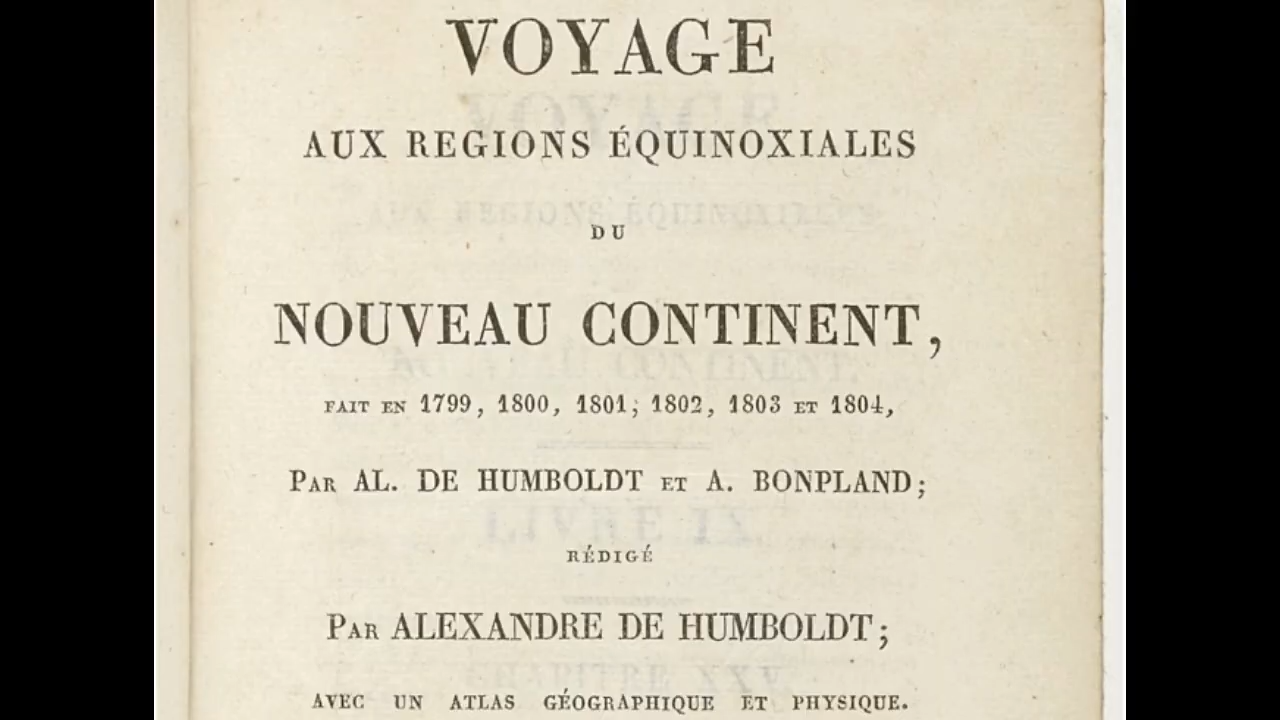 VOYAGE
AUX REGIONS ÉQUINOXIALES
DU
NOUVEAU CONTINENT,
FAIT EN 1799, 1800, 1801, 1802, 1803 ET 1804,
PAR AL. DE HUMBOLDT ET A. BONPLAND;
RÉDIGÉ
PAR ALEXANDRE DE HUMBOLDT;
AVEC UN ATLAS GÉOGRAPHIQUE ET PHYSIQUE.